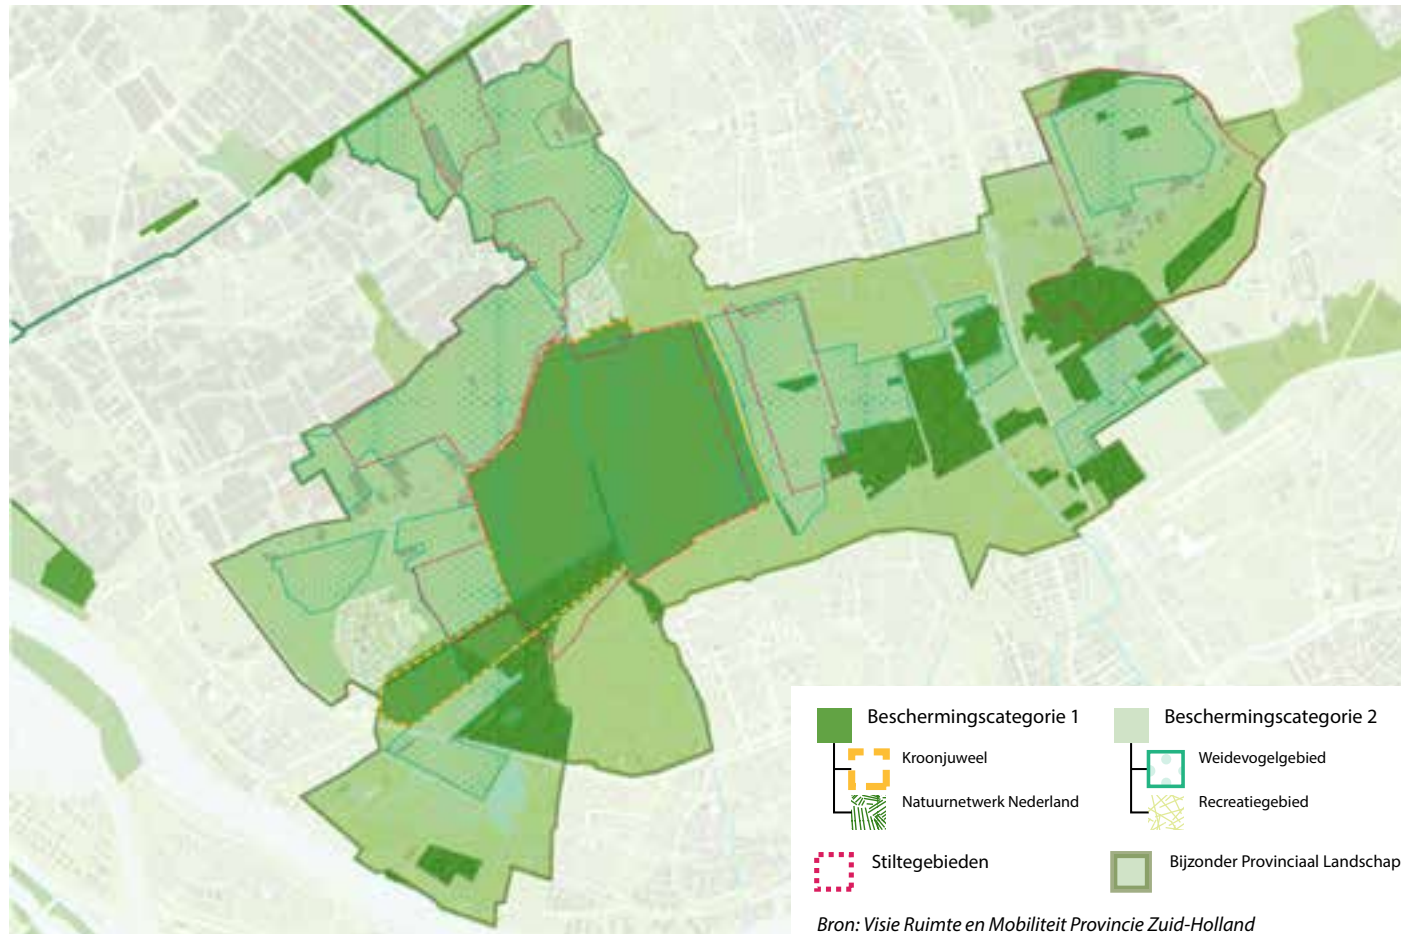 Beschermingscategorie 1
Kroonjuweel
Natuurnetwerk Nederland
Stiltegebieden
Beschermingscategorie 2
Weidevogelgebied
Recreatiegebied
Bijzonder Provinciaal Landschap
Bron: Visie Ruimte en Mobiliteit Provincie Zuid-Holland